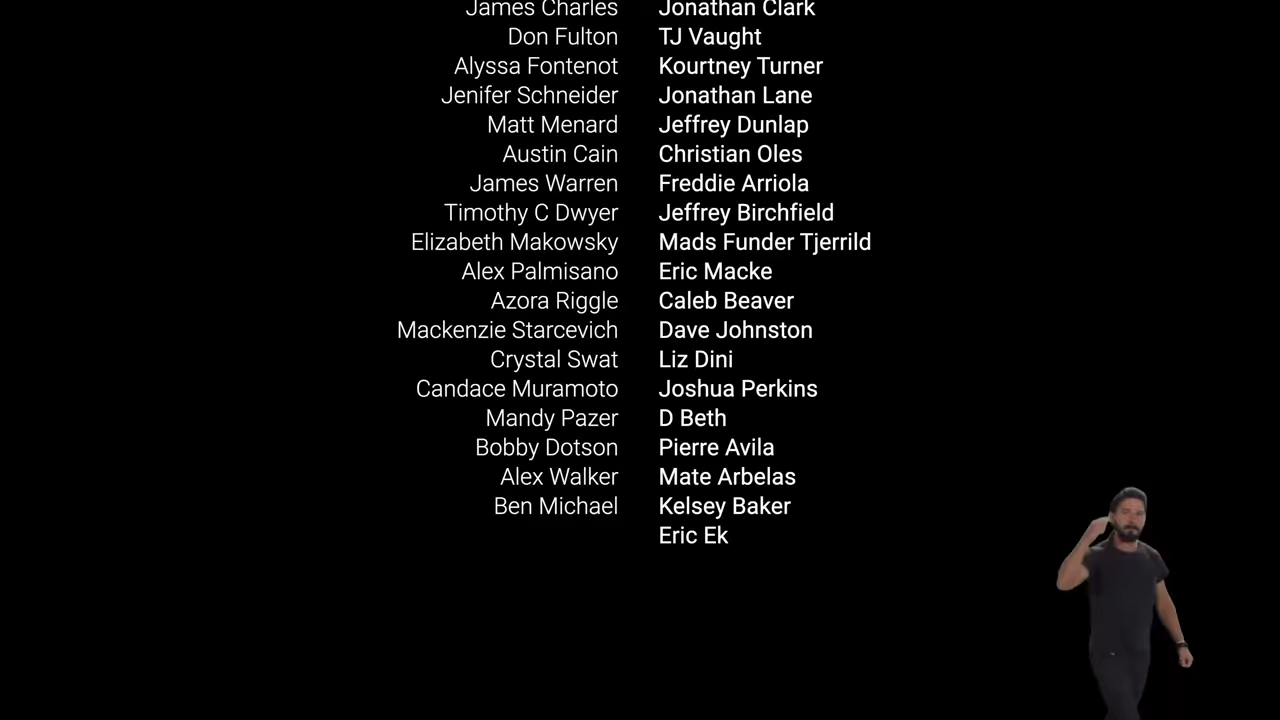 James Charles Jonathan Clark
Don Fulton TJ Vaught
Alyssa Fontenot Kourtney Turner
Jenifer Schneider Jonathan Lane
Matt Menard Jeffrey Dunlap
Austin Cain Christian Oles
James Warren Freddie Arriola
Timothy C Dwyer Jeffrey Birchfield
Elizabeth Makowsky Mads Funder Tjerrild
Alex Palmisano Eric Macke
Azora Riggle Caleb Beaver
Mackenzie Starcevich Dave Johnston
Crystal Swat Liz Dini
Candace Muramoto Joshua Perkins
Mandy Pazer D Beth
Bobby Dotson Pierre Avila
Alex Walker Mate Arbelas
Ben Michael Kelsey Baker
Eric Ek